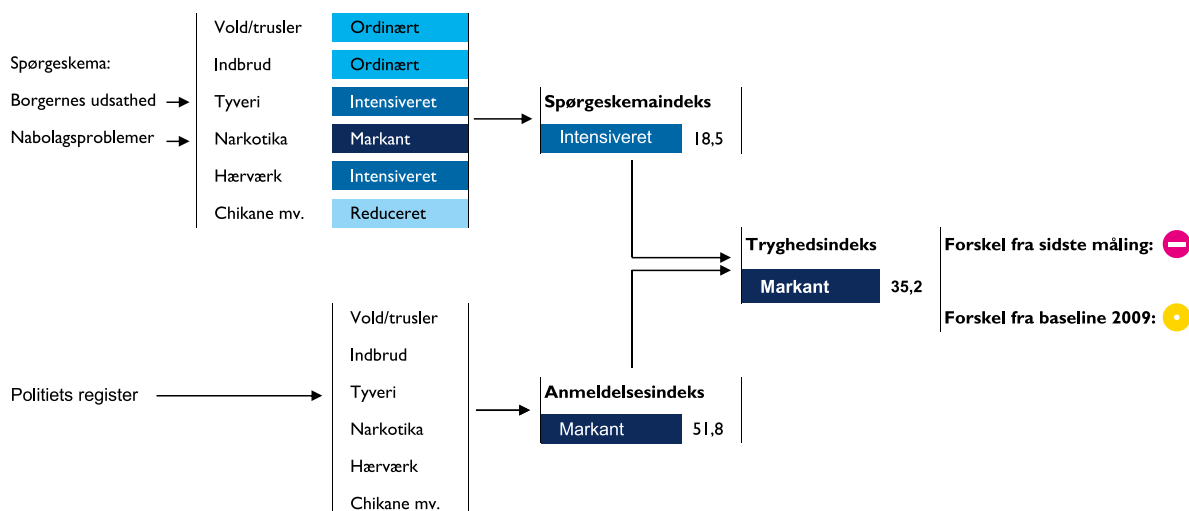 Spørgeskema:
Borgernes udsathed
Nabolagsproblemer
Vold/trusler Ordinært
Indbrud Ordinært
Tyveri Intensiveret
Narkotika Markant
Hærværk Intensiveret
Chikane mv. Reduceret
Spørgeskemaindeks
Intensiveret 18,5
Tryghedsindeks
Markant 35,2
Forskel fra sidste måling:
Forskel fra baseline 2009:
Politiets register
Vold/trusler
Indbrud
Tyveri
Narkotika
Hærværk
Chikane mv.
Anmeldelsesindeks
Markant 51,8